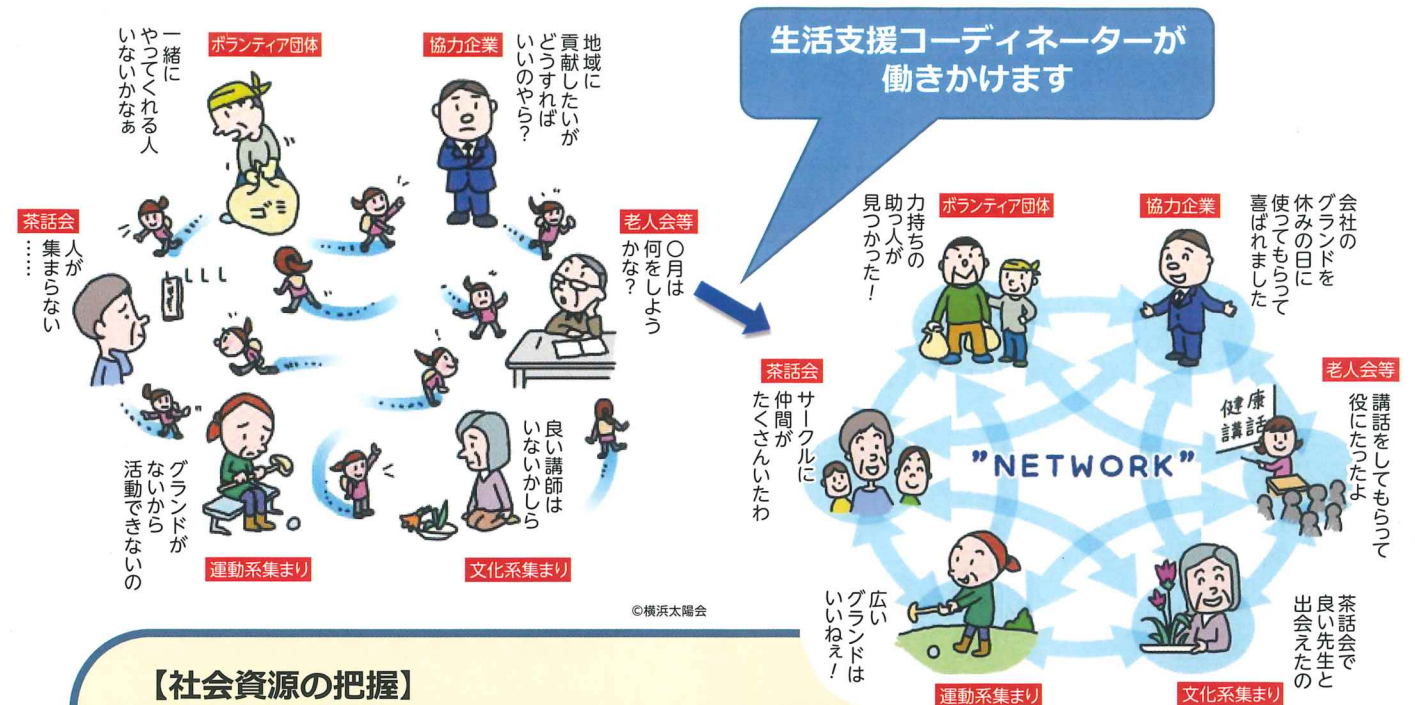 ボランティア団体
一緒に
やってくれる人
いないかなぁ
ゴミ
協力企業
地域に
貢献したいが
どうすれば
いいのやら?
茶話会
人が
集まらない
……
老人会等
〇月は
何をしよう
かな?
グランドが
ないから
活動できないの
運動系集まり
良い講師は
いないかしら
文化系集まり
©横浜太陽会
生活支援コーディネーターが
働きかけます
ボランティア団体
力持ちの
助っ人が
見つかった!
協力企業
会社の
グランドを
休みの日に
使ってもらって
喜ばれました
茶話会
サークルに
仲間が
たくさんいたわ
"NETWORK"
老人会等
健康
講話
講話をしてもらって
役にたったよ
広い
グランドは
いいねぇ!
運動系集まり
茶話会で
良い先生と
出会えたの
文化系集まり
【社会資源の把握】